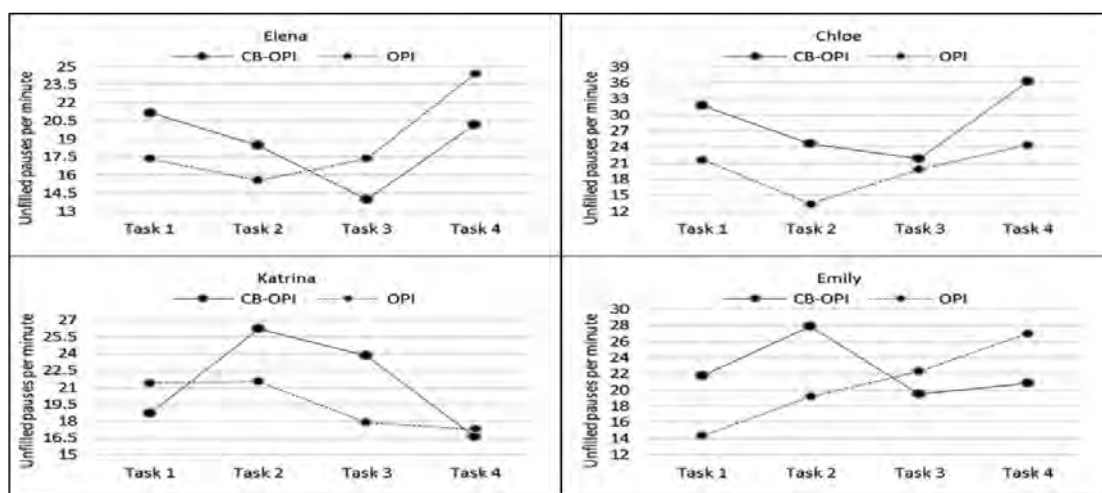 Elena
CB-OPI OPI
Unfilled pauses per minute
25
23.5
22
20.5
19
17.5
16
14.5
13
Task 1 Task 2 Task 3 Task 4
Chloe
CB-OPI OPI
Unfilled pauses per minute
39
36
33
30
27
24
21
18
15
12
Task 1 Task 2 Task 3 Task 4
Katrina
CB-OPI OPI
Unfilled pauses per minute
27
25.5
24
22.5
21
19.5
18
16.5
15
Task 1 Task 2 Task 3 Task 4
Emily
CB-OPI OPI
Unfilled pauses per minute
30
28
26
24
22
20
18
16
14
12
Task 1 Task 2 Task 3 Task 4